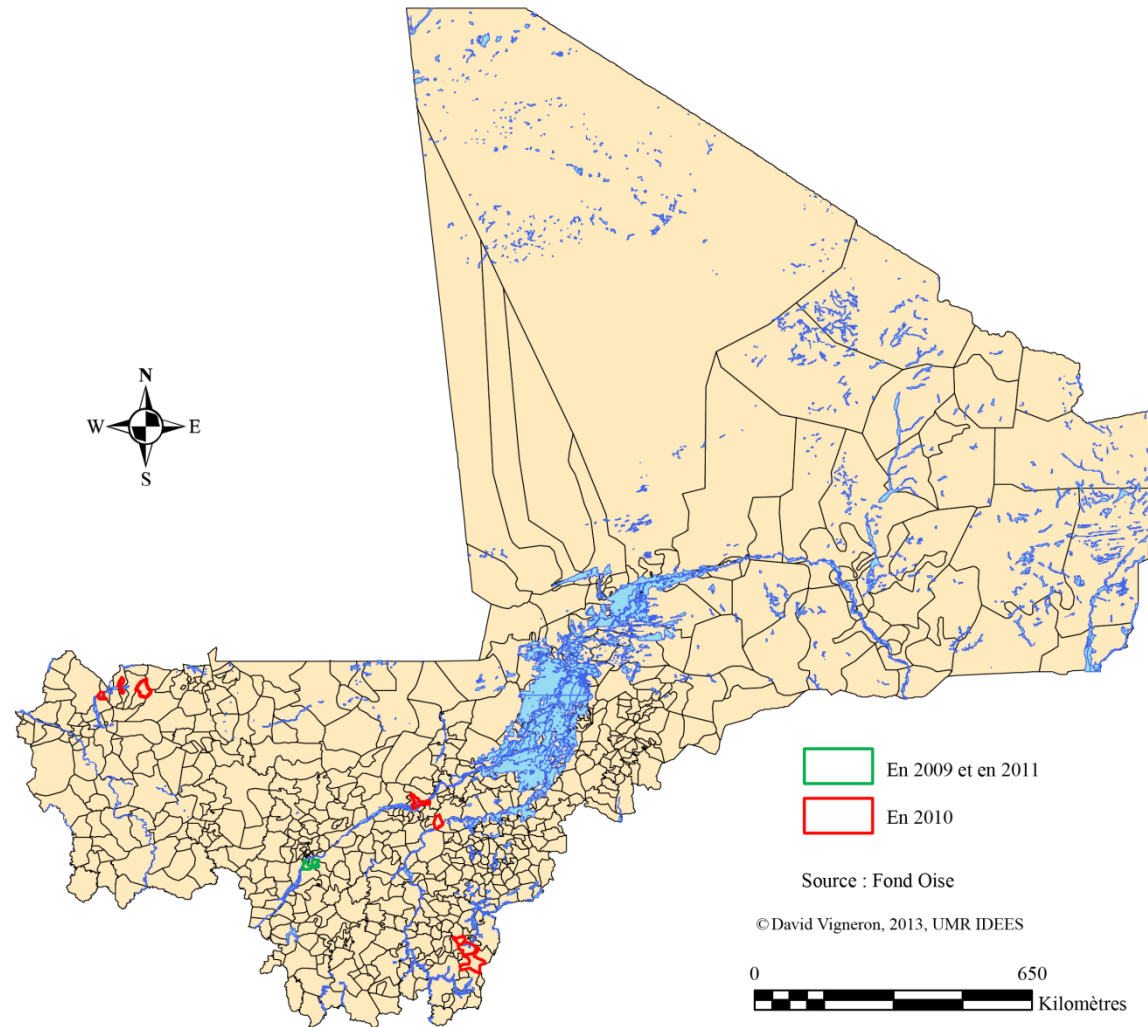 N
W E
S
En 2009 et en 2011
En 2010
Source : Fond Oise
© David Vigneron, 2013, UMR IDEES
0 650
Kilomètres